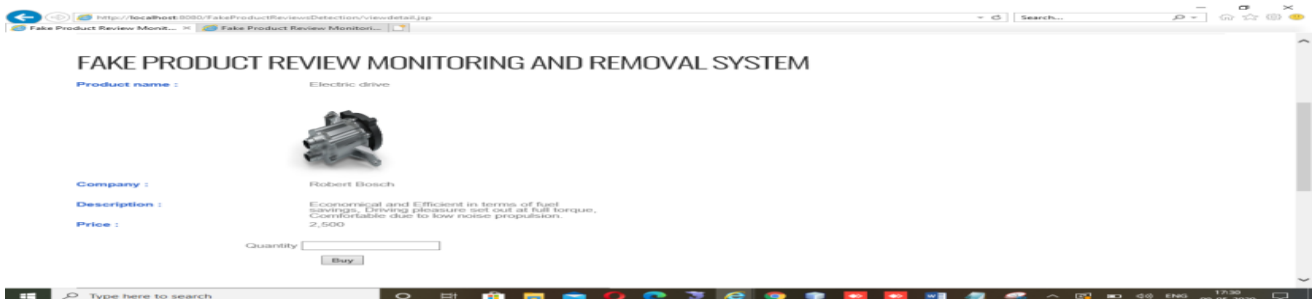 http://localhost:8080/FakeProductReviewsDetection/viewdetail.jsp
Search...
Fake Product Review Monit...
Fake Product Review Monitori...
FAKE PRODUCT REVIEW MONITORING AND REMOVAL SYSTEM
Product name : Electric drive
Company : Robert Bosch
Description : Economical and Efficient in terms of fuel
savings, Driving pleasure set out at full torque,
Comfortable due to low noise propulsion.
Price : 2,500
Quantity
Buy
Type here to search
ENG
17:30